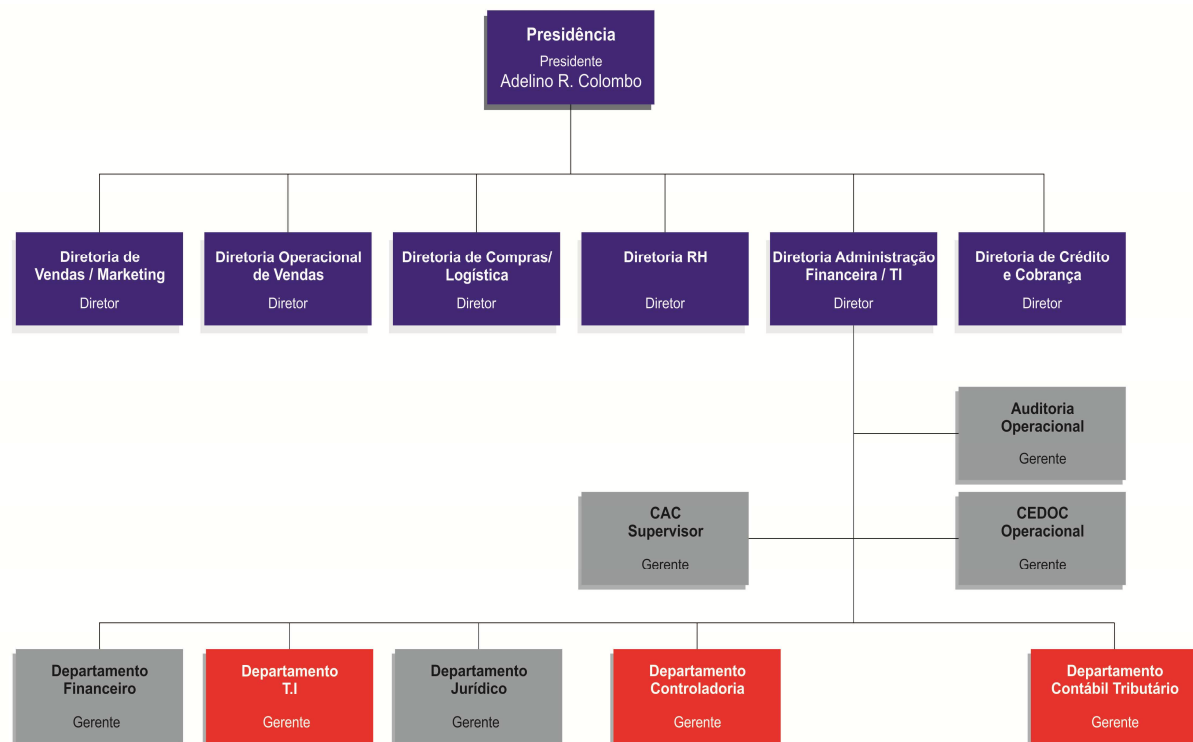 Presidência
Presidente
Adelino R. Colombo
Diretoria de
Vendas / Marketing
Diretor
Diretoria Operacional
de Vendas
Diretor
Diretoria de Compras/
Logística
Diretor
Diretoria RH
Diretor
Diretoria Administração
Financeira / TI
Diretor
Diretoria de Crédito
e Cobrança
Diretor
Auditoria
Operacional
Gerente
CAC
Supervisor
Gerente
CEDOC
Operacional
Gerente
Departamento
Financeiro
Gerente
Departamento
T.I
Gerente
Departamento
Jurídico
Gerente
Departamento
Controladoria
Gerente
Departamento
Contábil Tributário
Gerente